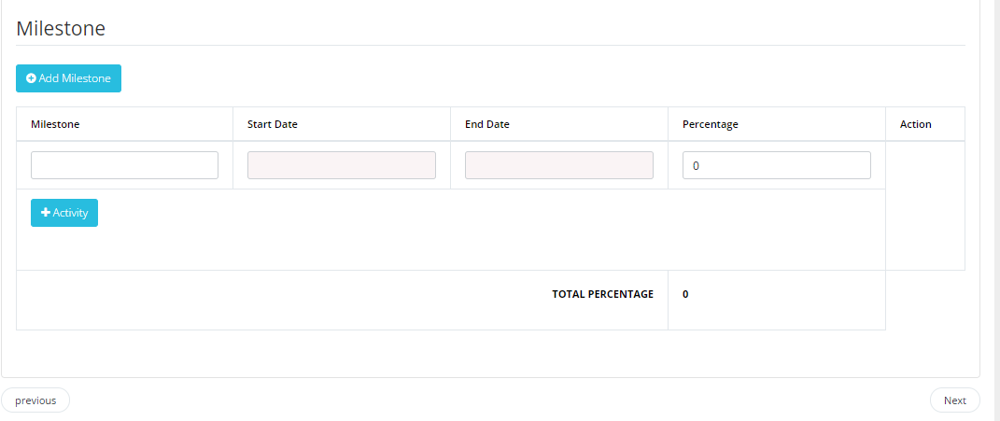 Milestone
Add Milestone
Milestone Start Date End Date Percentage Action
0
Activity
TOTAL PERCENTAGE 0
previous Next